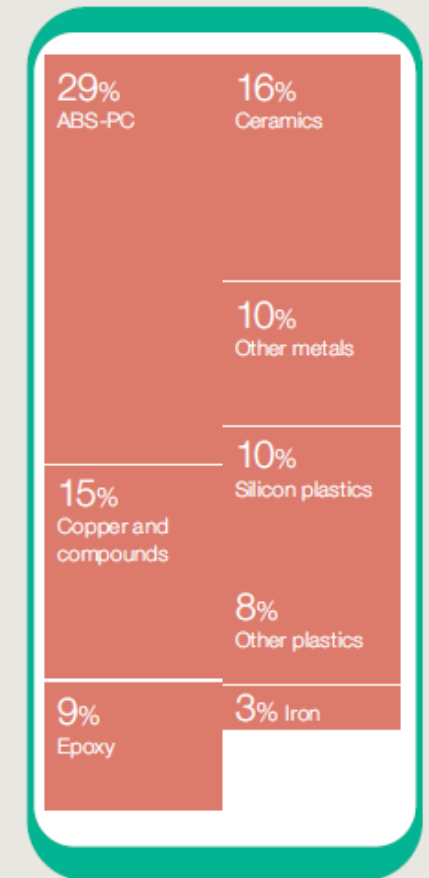 29%
ABS-PC
15%
Copper and
compounds
9%
Epoxy
16%
Ceramics
10%
Other metals
10%
Silicon plastics
8%
Other plastics
3% Iron